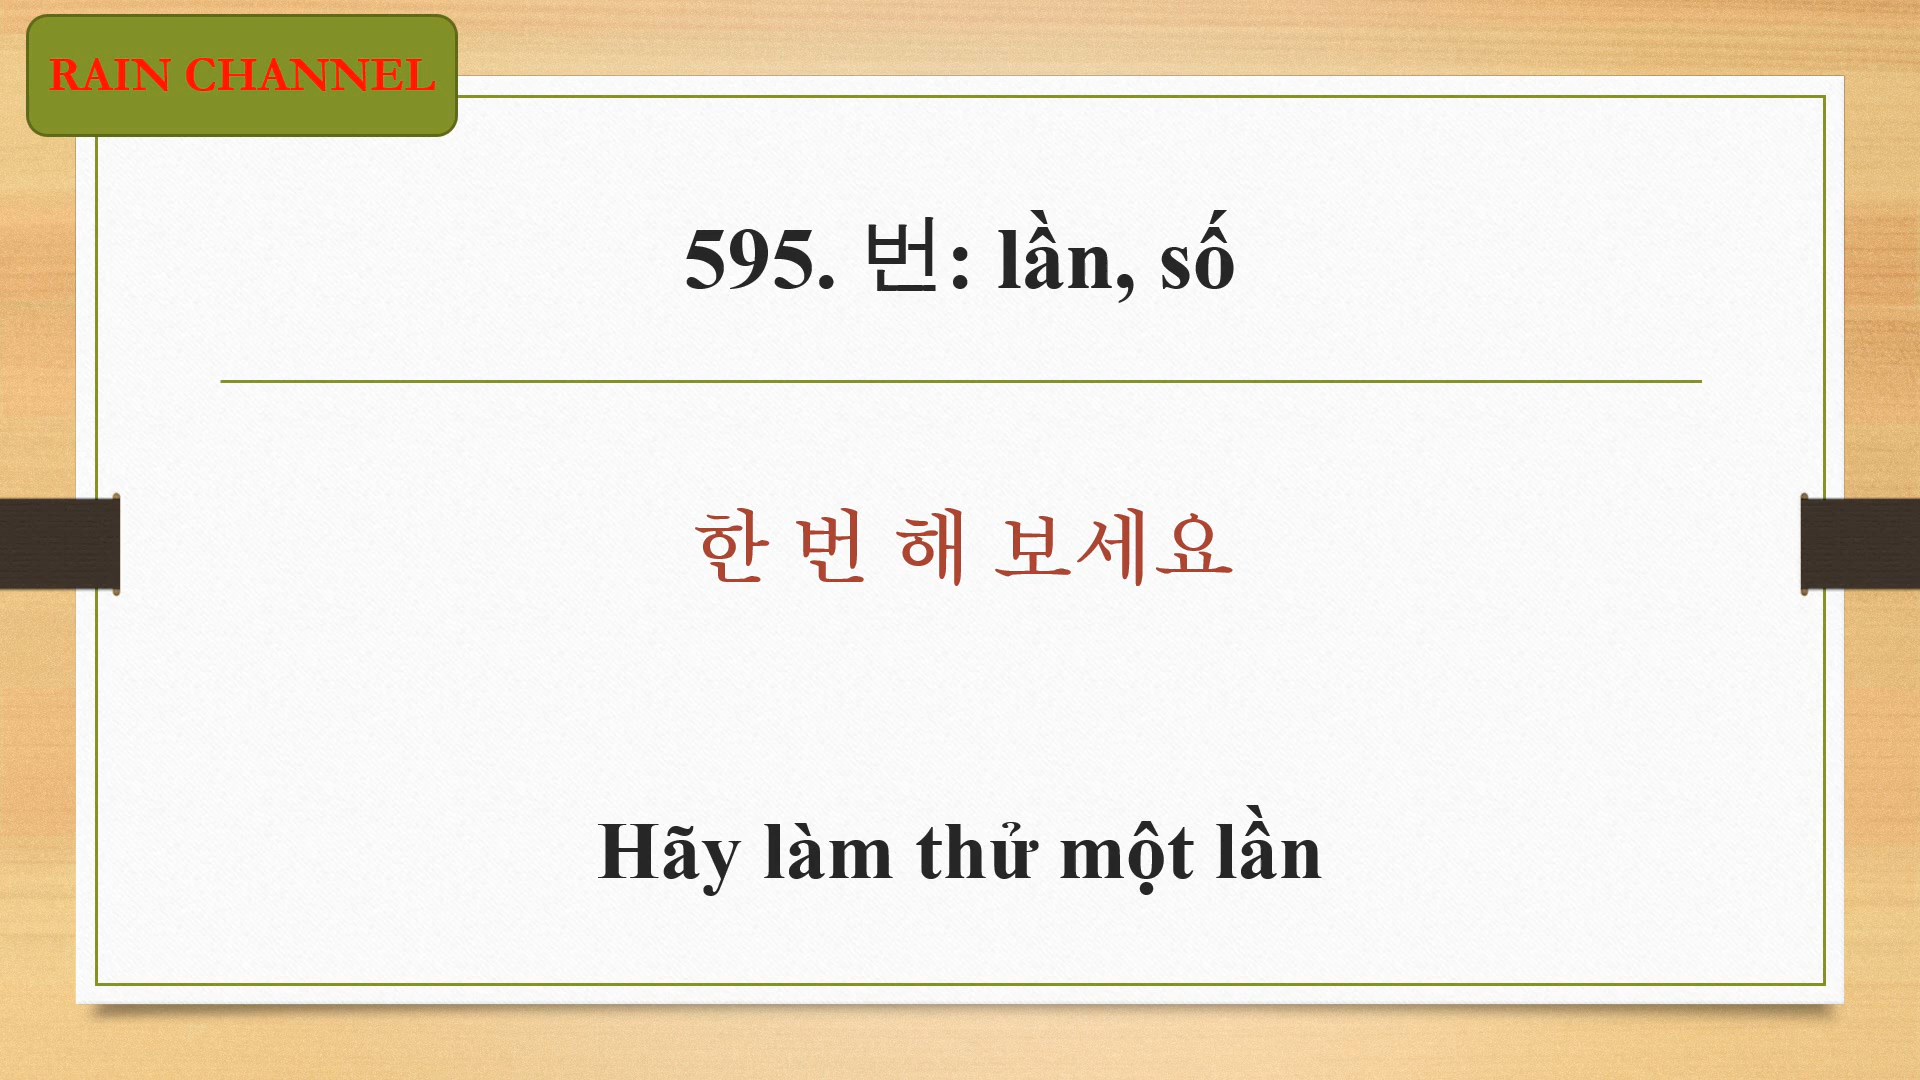 RAIN CHANNEL
595. 번: lần, số
한 번 해 보세요
Hãy làm thử một lần